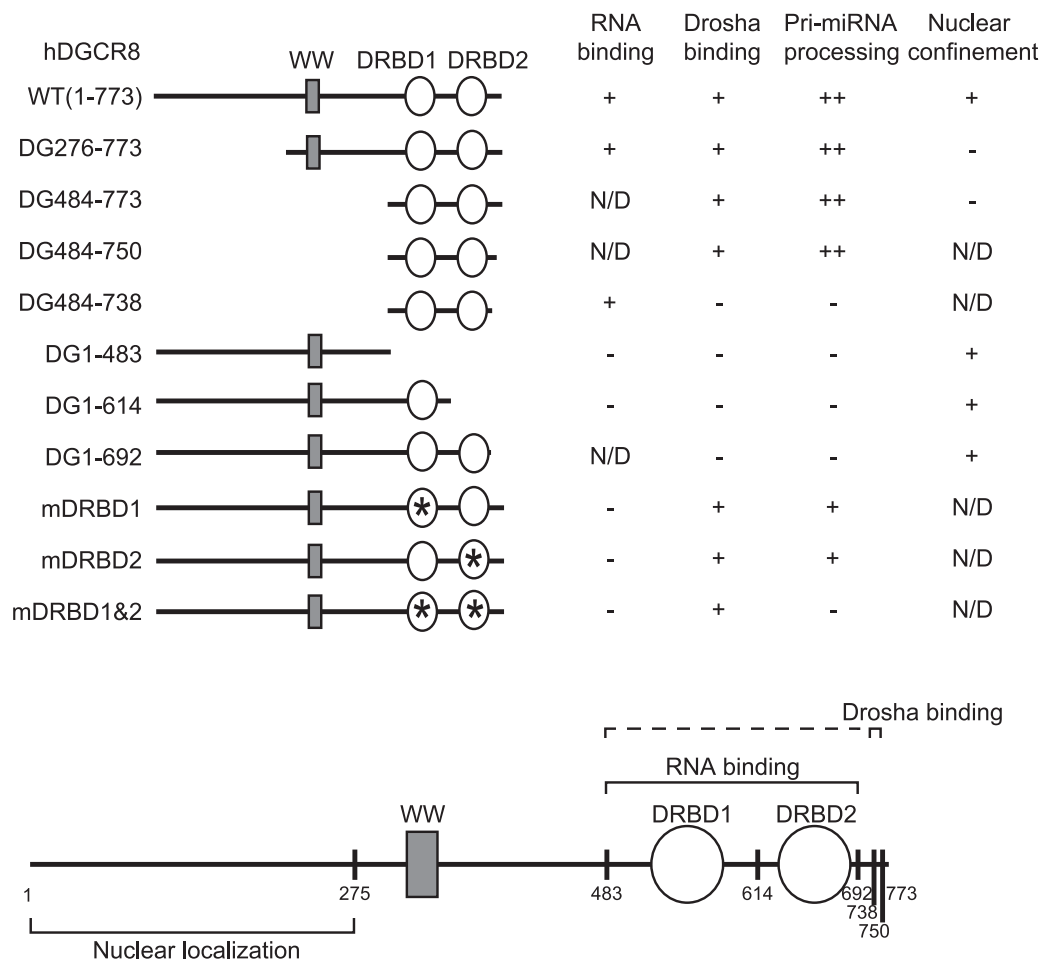 hDGCR8 WW DRBD1 DRBD2 RNA binding Drosha binding Pri-miRNA processing Nuclear confinement
WT(1-773) + + ++ +
DG276-773 + + ++ -
DG484-773 N/D + ++ -
DG484-750 N/D + ++ N/D
DG484-738 + - - N/D
DG1-483 - - - +
DG1-614 - - - +
DG1-692 N/D - - +
mDRBD1 * - + + N/D
mDRBD2 * - + + N/D
mDRBD1&2 * * - + - N/D
Drosha binding
RNA binding
WW DRBD1 DRBD2
1 275 483 614 692 773
738
750
Nuclear localization